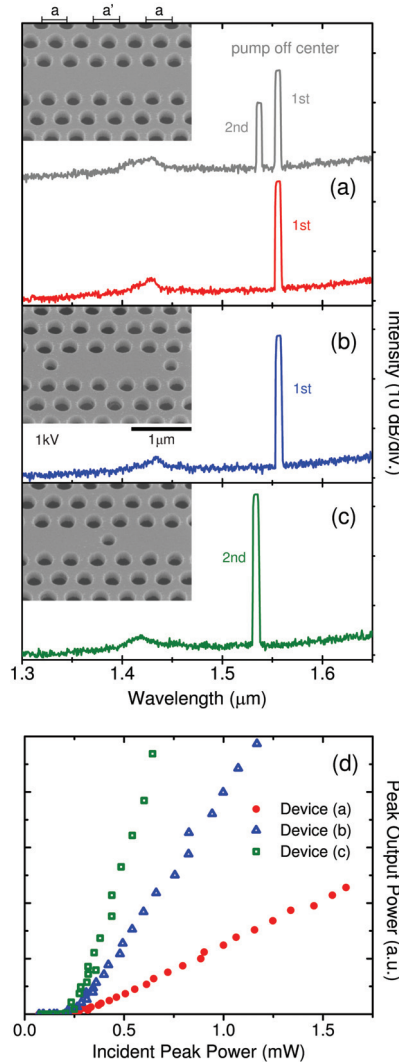 a a' a
pump off center
1st
2nd
(a)
1st
(b)
1st
1kV 1μm
(c)
2nd
Intensity (10 dB/div.)
1.3 1.4 1.5 1.6
Wavelength (μm)
(d)
Device (a)
Device (b)
Device (c)
Peak Output Power (a.u.)
0.0 0.5 1.0 1.5
Incident Peak Power (mW)